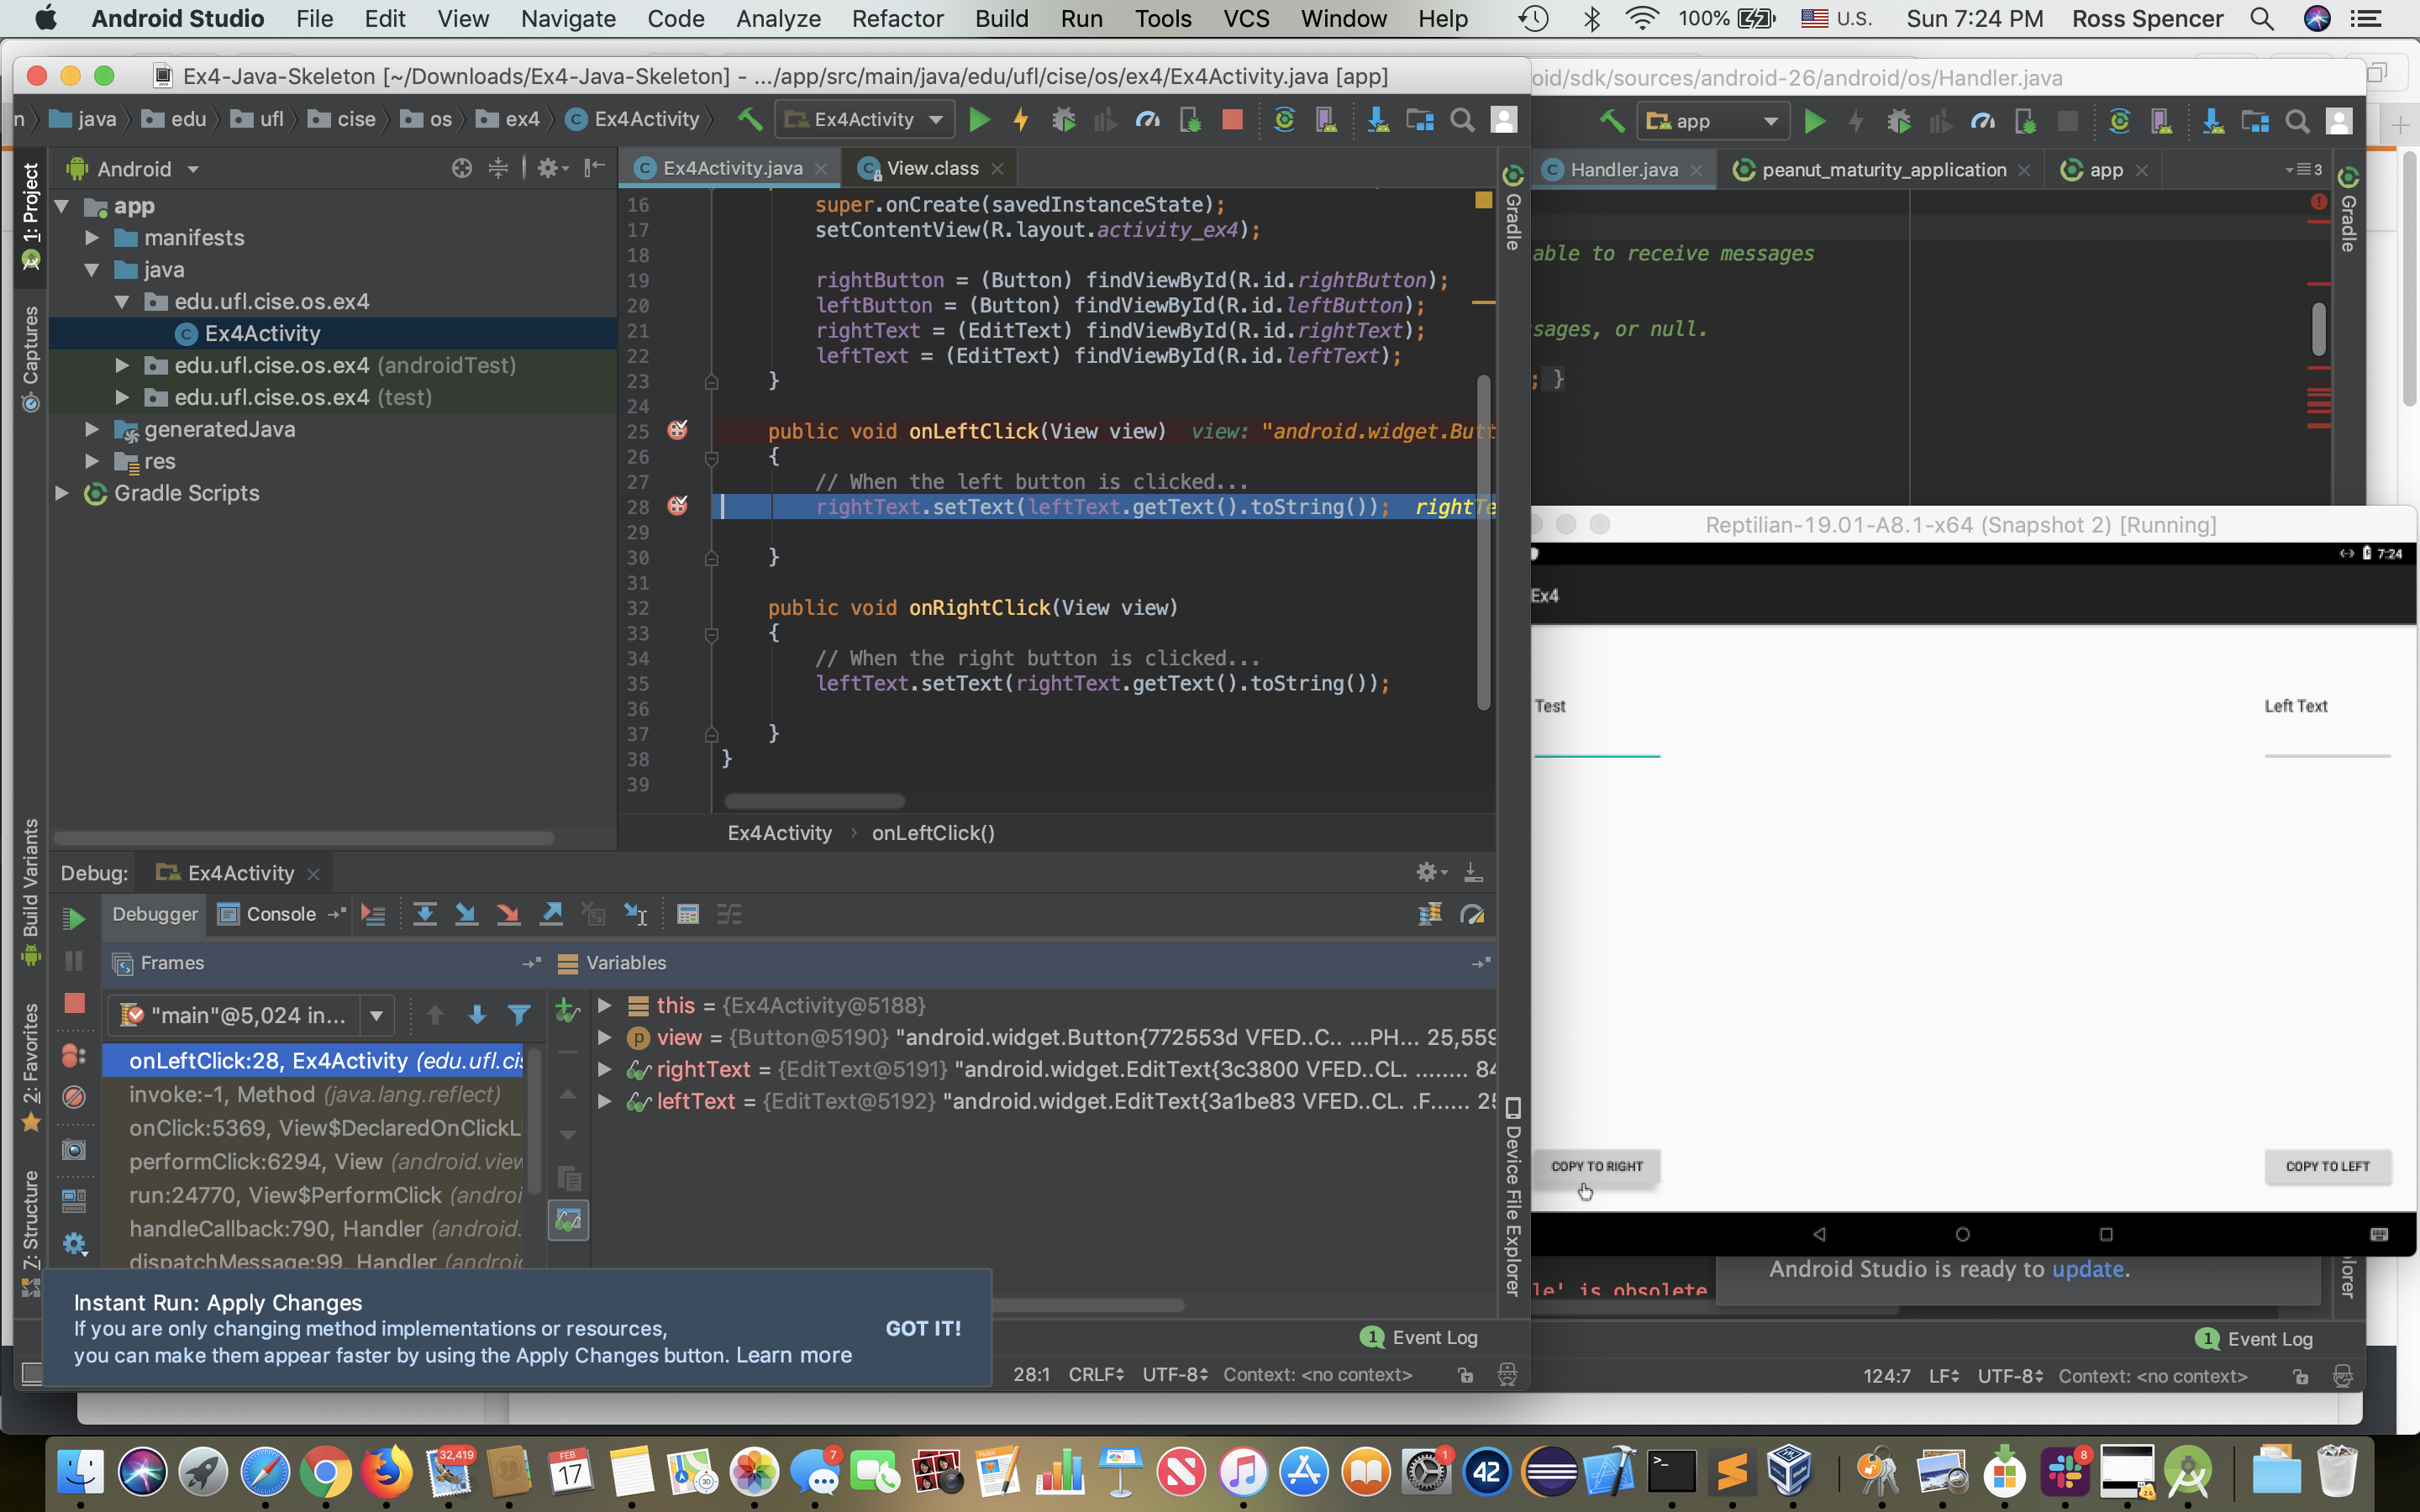 Android Studio File Edit View Navigate Code Analyze Refactor Build Run Tools VCS Window Help 100% U.S. Sun 7:24 PM Ross Spencer
Ex4-Java-Skeleton [~/Downloads/Ex4-Java-Skeleton] - .../app/src/main/java/edu/ufl/cise/os/ex4/Ex4Activity.java [app]
oid/sdk/sources/android-26/android/os/Handler.java
n java edu ufl cise os ex4 Ex4Activity Ex4Activity
app
Android
Ex4Activity.java View.class
Handler.java peanut_maturity_application app 3
1: Project
Captures
Build Variants
2: Favorites
7: Structure
app
manifests
java
edu.ufl.cise.os.ex4
Ex4Activity
edu.ufl.cise.os.ex4 (androidTest)
edu.ufl.cise.os.ex4 (test)
generatedJava
res
Gradle Scripts
16 super.onCreate(savedInstanceState);
17 setContentView(R.layout.activity_ex4);
18
19 rightButton = (Button) findViewById(R.id.rightButton);
20 leftButton = (Button) findViewById(R.id.leftButton);
21 rightText = (EditText) findViewById(R.id.rightText);
22 leftText = (EditText) findViewById(R.id.leftText);
23 }
24
25 public void onLeftClick(View view) view: "android.widget.Butt
26 {
27 // When the left button is clicked...
28 rightText.setText(leftText.getText().toString()); rightTe
29
30 }
31
32 public void onRightClick(View view)
33 {
34 // When the right button is clicked...
35 leftText.setText(rightText.getText().toString());
36
37 }
38 }
39
Ex4Activity › onLeftClick()
Gradle
Device File Explorer
able to receive messages
sages, or null.
; }
Gradle
Reptilian-19.01-A8.1-x64 (Snapshot 2) [Running]
7:24
Ex4
Test
Left Text
COPY TO RIGHT
COPY TO LEFT
Debug: Ex4Activity
Debugger Console
Frames
Variables
"main"@5,024 in...
onLeftClick:28, Ex4Activity (edu.ufl.cis
invoke:-1, Method (java.lang.reflect)
onClick:5369, View$DeclaredOnClickLi
performClick:6294, View (android.view
run:24770, View$PerformClick (androi
handleCallback:790, Handler (android.
dispatchMessage:99, Handler (androi
this = {Ex4Activity@5188}
view = {Button@5190} "android.widget.Button{772553d VFED..C.. ...PH... 25,559
rightText = {EditText@5191} "android.widget.EditText{3c3800 VFED..CL. ........ 84
leftText = {EditText@5192} "android.widget.EditText{3a1be83 VFED..CL. .F...... 25
Instant Run: Apply Changes
If you are only changing method implementations or resources,
you can make them appear faster by using the Apply Changes button. Learn more
GOT IT!
Android Studio is ready to update.
le' is obsolete
plorer
1 Event Log
28:1 CRLF UTF-8 Context: <no context>
1 Event Log
124:7 LF UTF-8 Context: <no context>
32,419
FEB
17
7
1
42
8